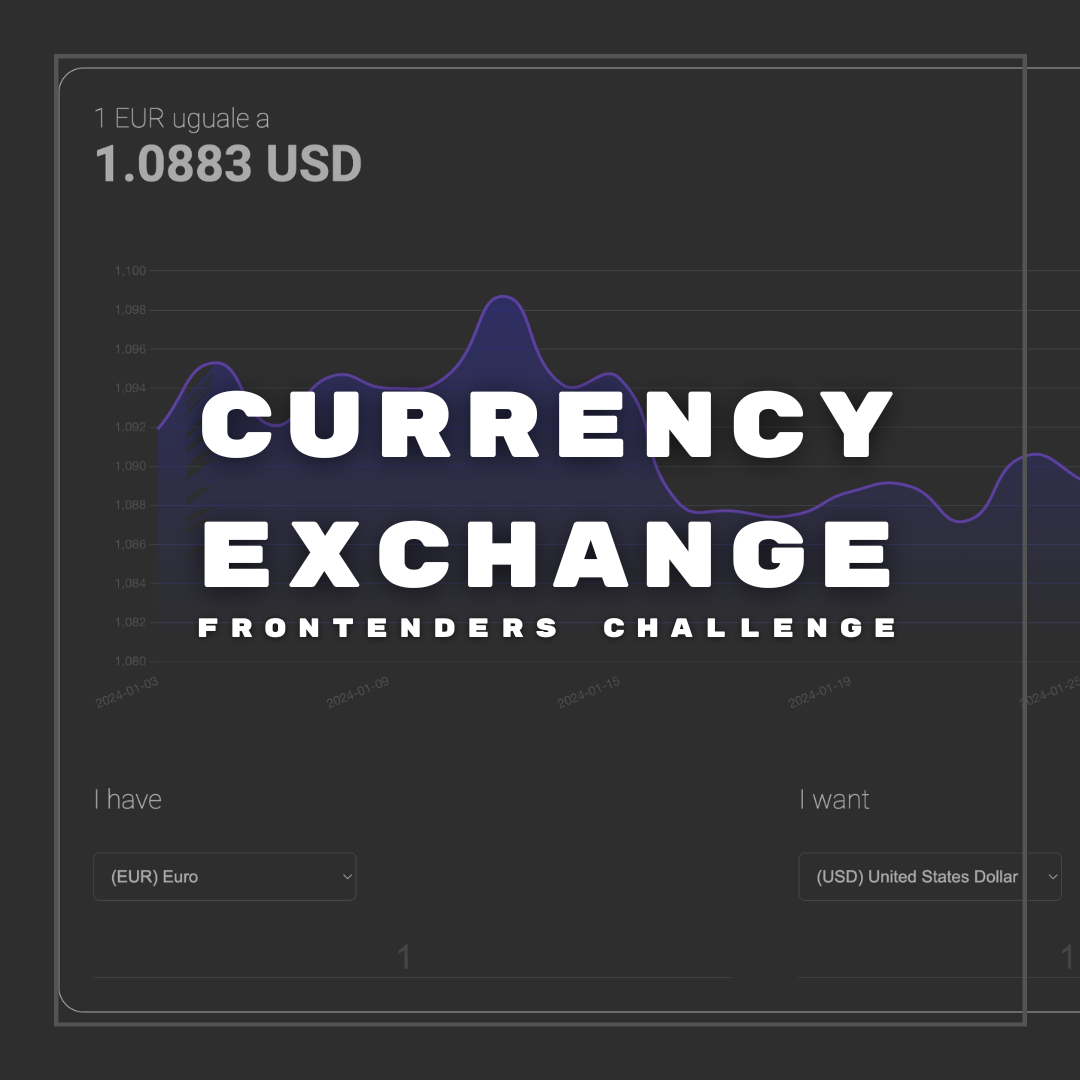 1 EUR uguale a
1.0883 USD
1,100
1,098
1,096
1,094
1,092
1,090
1,088
1,086
1,084
1,082
1,080
CURRENCY
EXCHANGE
FRONTENDERS CHALLENGE
2024-01-03
2024-01-09
2024-01-15
2024-01-19
2024-01-25
I have
I want
(EUR) Euro
(USD) United States Dollar
1
1